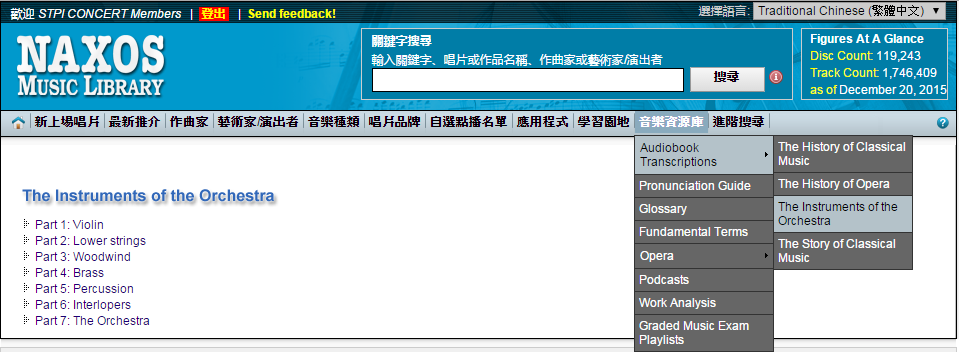 歡迎 STPI CONCERT Members | 登出 | Send feedback!
選擇語言: Traditional Chinese (繁體中文)
NAXOS
MUSIC LIBRARY
關鍵字搜尋
輸入關鍵字、唱片或作品名稱、作曲家或藝術家/演出者
搜尋
Figures At A Glance
Disc Count: 119,243
Track Count: 1,746,409
as of December 20, 2015
新上場唱片 | 最新推介 | 作曲家 | 藝術家/演出者 | 音樂種類 | 唱片品牌 | 自選點播名單 | 應用程式 | 學習園地 | 音樂資源庫 | 進階搜尋
Audiobook
Transcriptions
Pronunciation Guide
Glossary
Fundamental Terms
Opera
Podcasts
Work Analysis
Graded Music Exam
Playlists
The History of Classical
Music
The History of Opera
The Instruments of the
Orchestra
The Story of Classical
Music
The Instruments of the Orchestra
Part 1: Violin
Part 2: Lower strings
Part 3: Woodwind
Part 4: Brass
Part 5: Percussion
Part 6: Interlopers
Part 7: The Orchestra